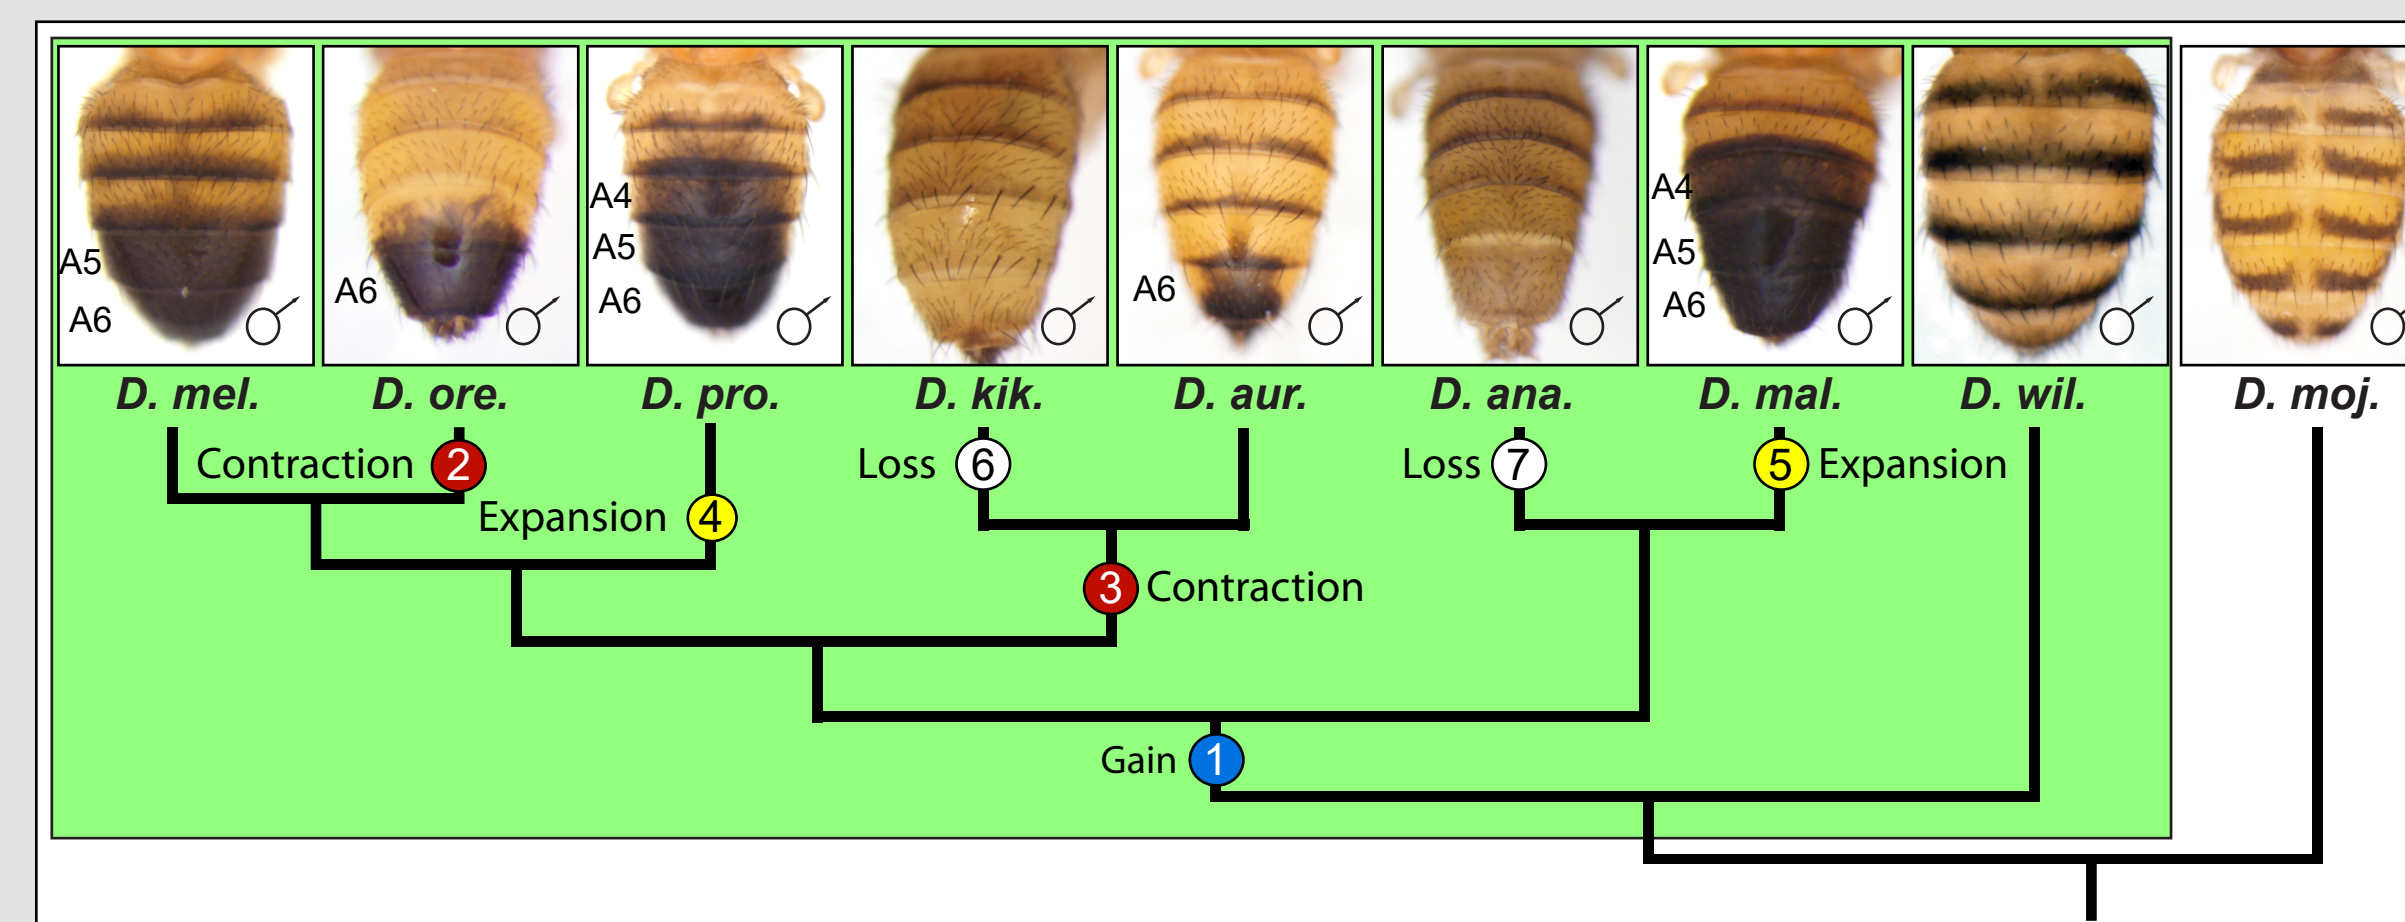 A5
A6
A6
A4
A5
A6
A6
A4
A5
A6
D. mel.
D. ore.
D. pro.
D. kik.
D. aur.
D. ana.
D. mal.
D. wil.
D. moj.
Contraction 2
Loss 6
Loss 7
5 Expansion
Expansion 4
3 Contraction
Gain 1